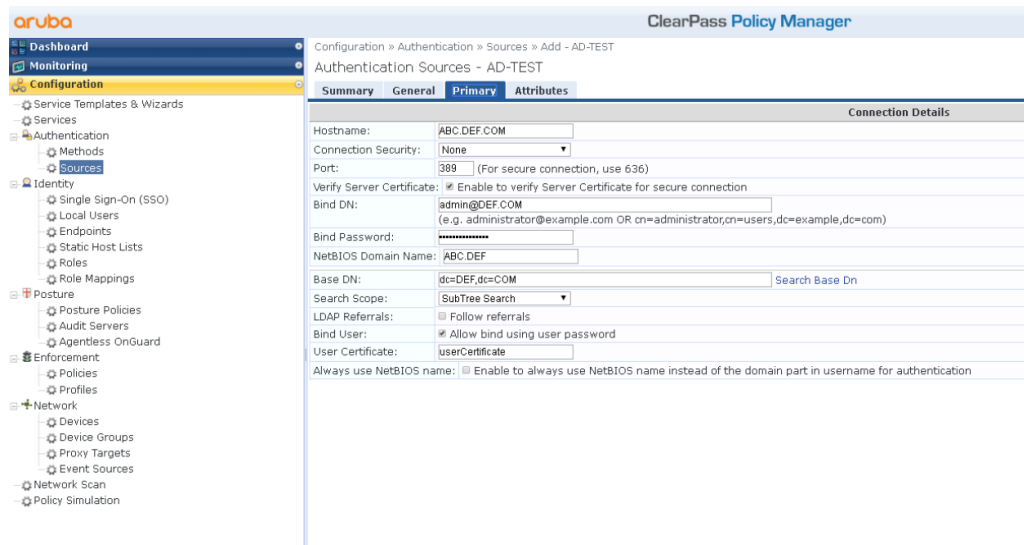 aruba
ClearPass Policy Manager
Dashboard
Monitoring
Configuration
Service Templates & Wizards
Services
Authentication
Methods
Sources
Identity
Single Sign-On (SSO)
Local Users
Endpoints
Static Host Lists
Roles
Role Mappings
Posture
Posture Policies
Audit Servers
Agentless OnGuard
Enforcement
Policies
Profiles
Network
Devices
Device Groups
Proxy Targets
Event Sources
Network Scan
Policy Simulation
Configuration » Authentication » Sources » Add - AD-TEST
Authentication Sources - AD-TEST
Summary General Primary Attributes
Connection Details
Hostname: ABC.DEF.COM
Connection Security: None
Port: 389 (For secure connection, use 636)
Verify Server Certificate: Enable to verify Server Certificate for secure connection
Bind DN: admin@DEF.COM
(e.g. administrator@example.com OR cn=administrator,cn=users,dc=example,dc=com)
Bind Password: •••••••••••••••
NetBIOS Domain Name: ABC.DEF
Base DN: dc=DEF,dc=COM Search Base Dn
Search Scope: SubTree Search
LDAP Referrals: Follow referrals
Bind User: Allow bind using user password
User Certificate: userCertificate
Always use NetBIOS name: Enable to always use NetBIOS name instead of the domain part in username for authentication